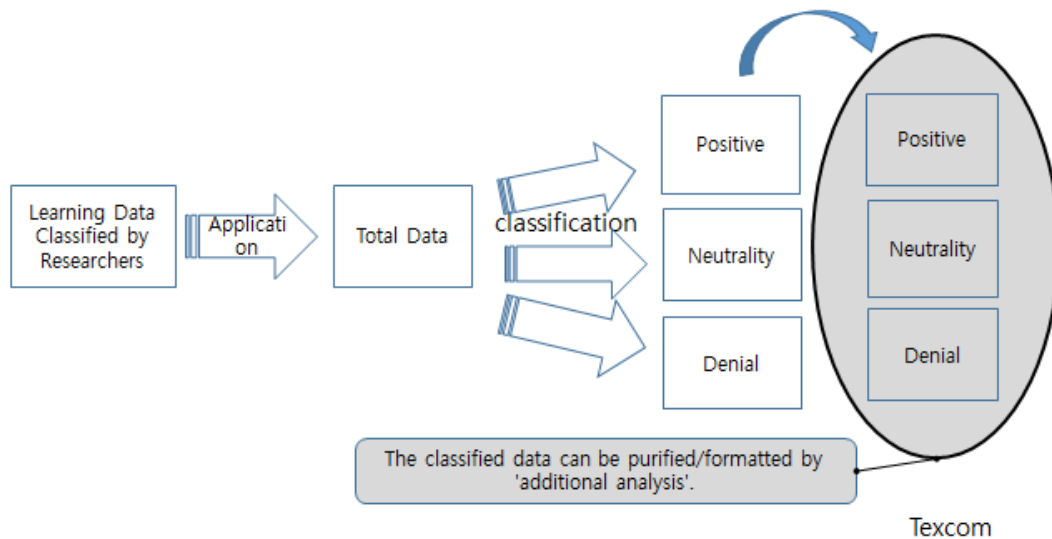 Learning Data
Classified by
Researchers
Applicati
on
Total Data
classification
Positive
Neutrality
Denial
Positive
Neutrality
Denial
The classified data can be purified/formatted by
'additional analysis'.
Texcom